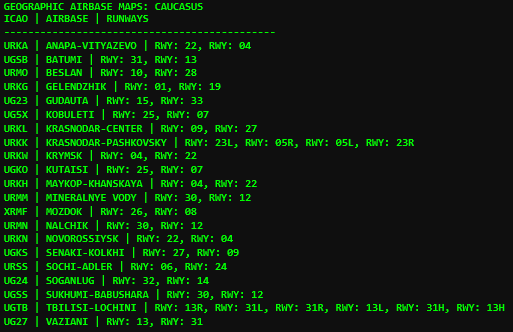 GEOGRAPHIC AIRBASE MAPS: CAUCASUS
ICAO | AIRBASE | RUNWAYS
---------------------------------------------
URKA | ANAPA-VITYAZEVO | RWY: 22, RWY: 04
UGSB | BATUMI | RWY: 31, RWY: 13
URMO | BESLAN | RWY: 10, RWY: 28
URKG | GELENDZHIK | RWY: 01, RWY: 19
UG23 | GUDAUTA | RWY: 15, RWY: 33
UG5X | KOBULETI | RWY: 25, RWY: 07
URKL | KRASNODAR-CENTER | RWY: 09, RWY: 27
URKK | KRASNODAR-PASHKOVSKY | RWY: 23L, RWY: 05R, RWY: 05L, RWY: 23R
URKW | KRYMSK | RWY: 04, RWY: 22
UGKO | KUTAISI | RWY: 25, RWY: 07
URKH | MAYKOP-KHANSKAYA | RWY: 04, RWY: 22
URMM | MINERALNYE VODY | RWY: 30, RWY: 12
XRMF | MOZDOK | RWY: 26, RWY: 08
URMN | NALCHIK | RWY: 30, RWY: 12
URKN | NOVOROSSIYSK | RWY: 22, RWY: 04
UGKS | SENAKI-KOLKHI | RWY: 27, RWY: 09
URSS | SOCHI-ADLER | RWY: 06, RWY: 24
UG24 | SOGANLUG | RWY: 32, RWY: 14
UGSS | SUKHUMI-BABUSHARA | RWY: 30, RWY: 12
UGTB | TBILISI-LOCHINI | RWY: 13R, RWY: 31L, RWY: 31R, RWY: 13L, RWY: 31H, RWY: 13H
UG27 | VAZIANI | RWY: 13, RWY: 31